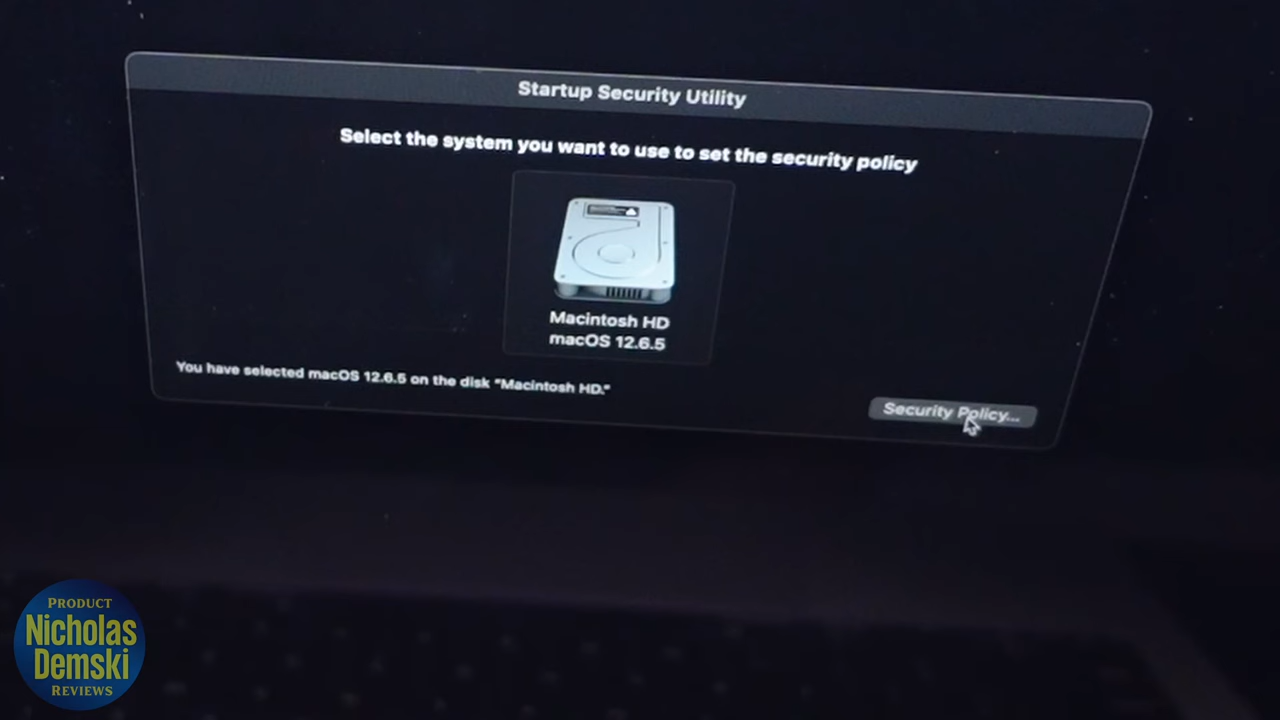 Startup Security Utility
Select the system you want to use to set the security policy
Macintosh HD
macOS 12.6.5
You have selected macOS 12.6.5 on the disk "Macintosh HD."
Security Policy...
PRODUCT
Nicholas
Demski
REVIEWS